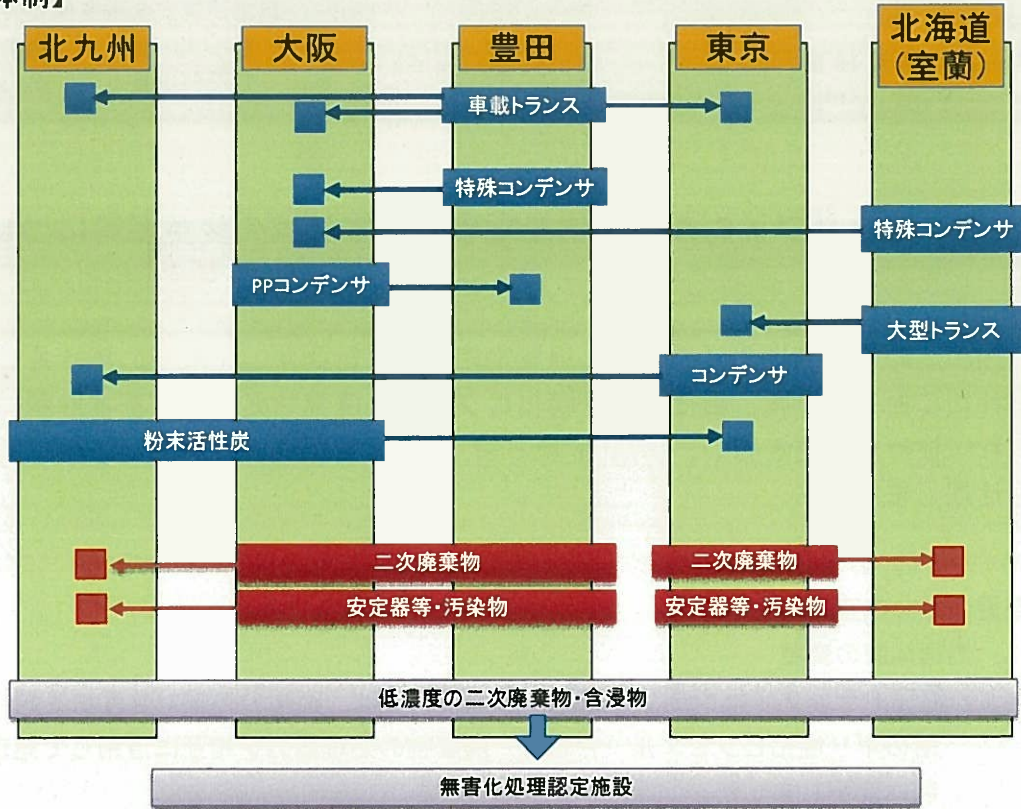 体制】
北九州
大阪
豊田
東京
北海道
(室蘭)
車載トランス
特殊コンデンサ
特殊コンデンサ
PPコンデンサ
大型トランス
コンデンサ
粉末活性炭
二次廃棄物
二次廃棄物
安定器等・汚染物
安定器等・汚染物
低濃度の二次廃棄物・含浸物
無害化処理認定施設